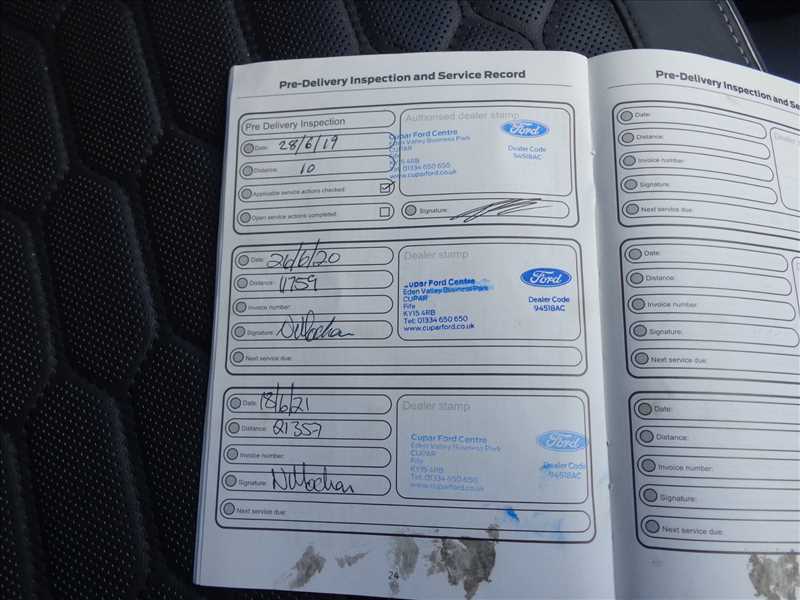 Pre-Delivery Inspection and Service Record
Pre Delivery Inspection
Date: 28/6/19
Distance: 10
Applicable service actions checked:
Open service actions completed:
Authorised dealer stamp
Cupar Ford Centre
Eden Valley Business Park
CUPAR
Fife
KY15 4RB
Tel: 01334 650 650
www.cuparford.co.uk
Ford
Dealer Code
94518AC
Signature:
Date: 26/6/20
Distance: 11759
Invoice number:
Signature:
Next service due:
Dealer stamp
Cupar Ford Centre
Eden Valley Business Park
CUPAR
Fife
KY15 4RB
Tel: 01334 650 650
www.cuparford.co.uk
Ford
Dealer Code
94518AC
Date: 18/6/21
Distance: 21357
Invoice number:
Signature:
Next service due:
Dealer stamp
Cupar Ford Centre
Eden Valley Business Park
CUPAR
Fife
KY15 4RB
Tel: 01334 650 650
www.cuparford.co.uk
Ford
Dealer Code
94518AC
24
Pre-Delivery Inspection and Se
Date:
Distance:
Invoice number:
Signature:
Next service due:
Dealer
Date:
Distance:
Invoice number:
Signature:
Next service due:
Date:
Distance:
Invoice number:
Signature:
Next service due: